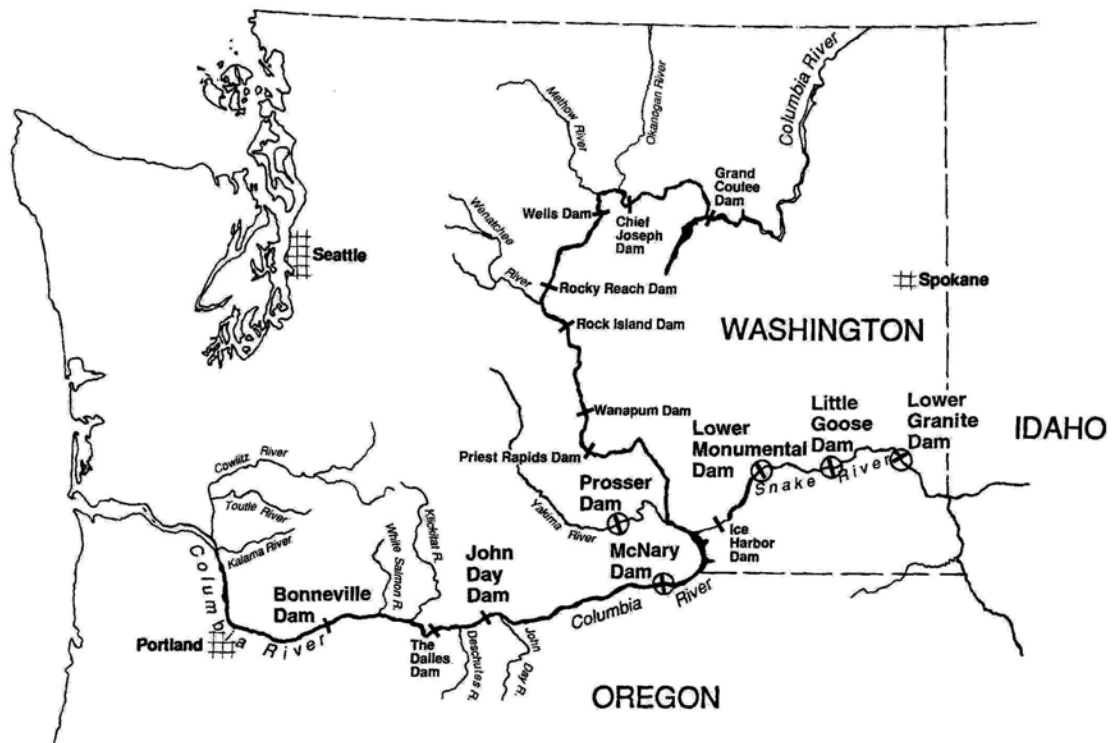 Methow River
Okanogan River
Columbia River
Grand
Coulee
Dam
Wells Dam
Chief
Joseph
Dam
Wenatchee
River
Seattle
Spokane
Rocky Reach Dam
Rock Island Dam
WASHINGTON
Wanapum Dam
Lower
Monumental
Dam
Little
Goose
Dam
Lower
Granite
Dam
IDAHO
Priest Rapids Dam
Snake River
Cowlitz River
Prosser
Dam
Toutle River
Yakima
River
Klickitat R.
Ice
Harbor
Dam
Kalama River
White Salmon R.
John
Day
Dam
McNary
Dam
Bonneville
Dam
Columbia River
Portland
Columbia River
The
Dalles
Dam
Deschutes R.
John
Day R.
OREGON